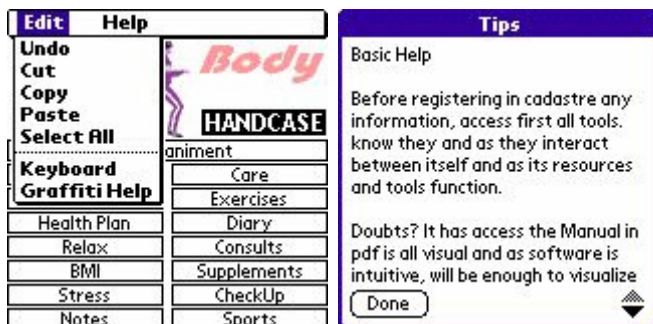 Edit Help
Undo
Cut
Copy
Paste
Select All
Keyboard
Graffiti Help
Body
HANDCASE
animent
Care
Exercises
Health Plan Diary
Relax Consults
BMI Supplements
Stress CheckUp
Notes Sports
Tips
Basic Help
Before registering in cadastre any
information, access first all tools.
know they and as they interact
between itself and as its resources
and tools function.
Doubts? It has access the Manual in
pdf is all visual and as software is
intuitive, will be enough to visualize
Done